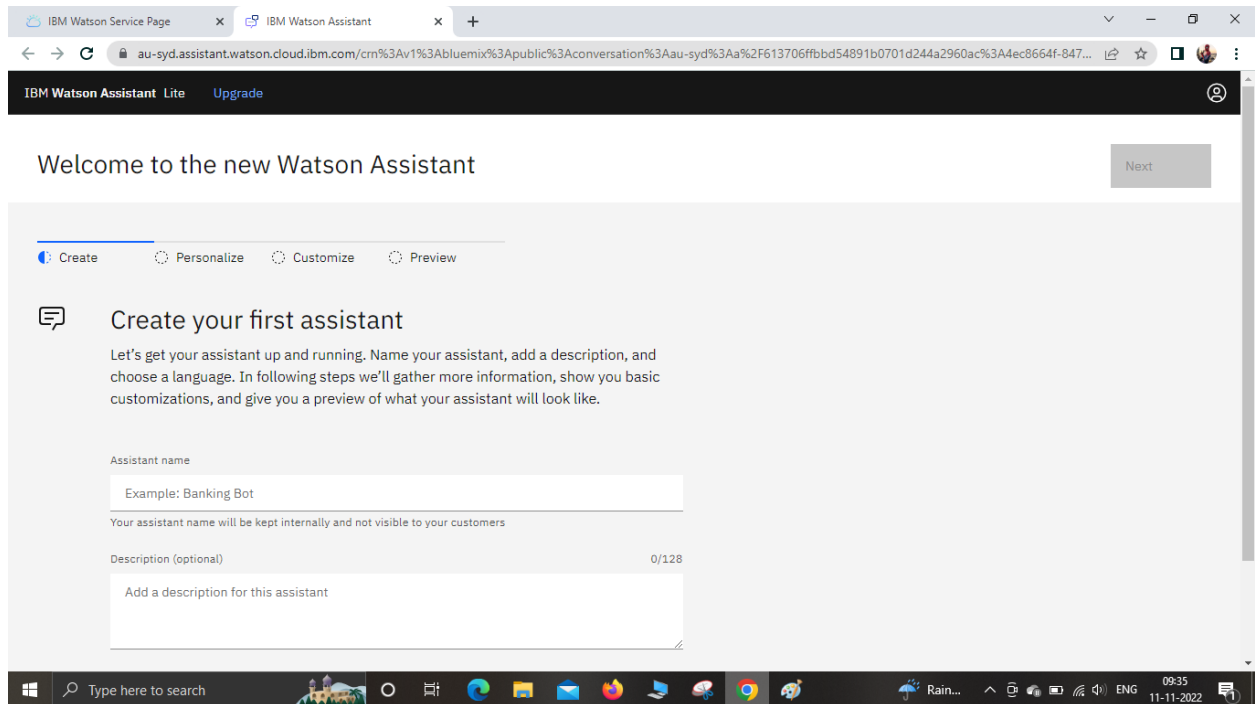 IBM Watson Service Page
IBM Watson Assistant
au-syd.assistant.watson.cloud.ibm.com/crn%3Av1%3Abluemix%3Apublic%3Aconversation%3Aau-syd%3Aa%2F613706ffbbd54891b0701d244a2960ac%3A4ec8664f-847...
IBM Watson Assistant Lite Upgrade
Welcome to the new Watson Assistant
Next
Create Personalize Customize Preview
Create your first assistant
Let's get your assistant up and running. Name your assistant, add a description, and
choose a language. In following steps we'll gather more information, show you basic
customizations, and give you a preview of what your assistant will look like.
Assistant name
Example: Banking Bot
Your assistant name will be kept internally and not visible to your customers
Description (optional) 0/128
Add a description for this assistant
Type here to search
Rain...
ENG
09:35
11-11-2022
1